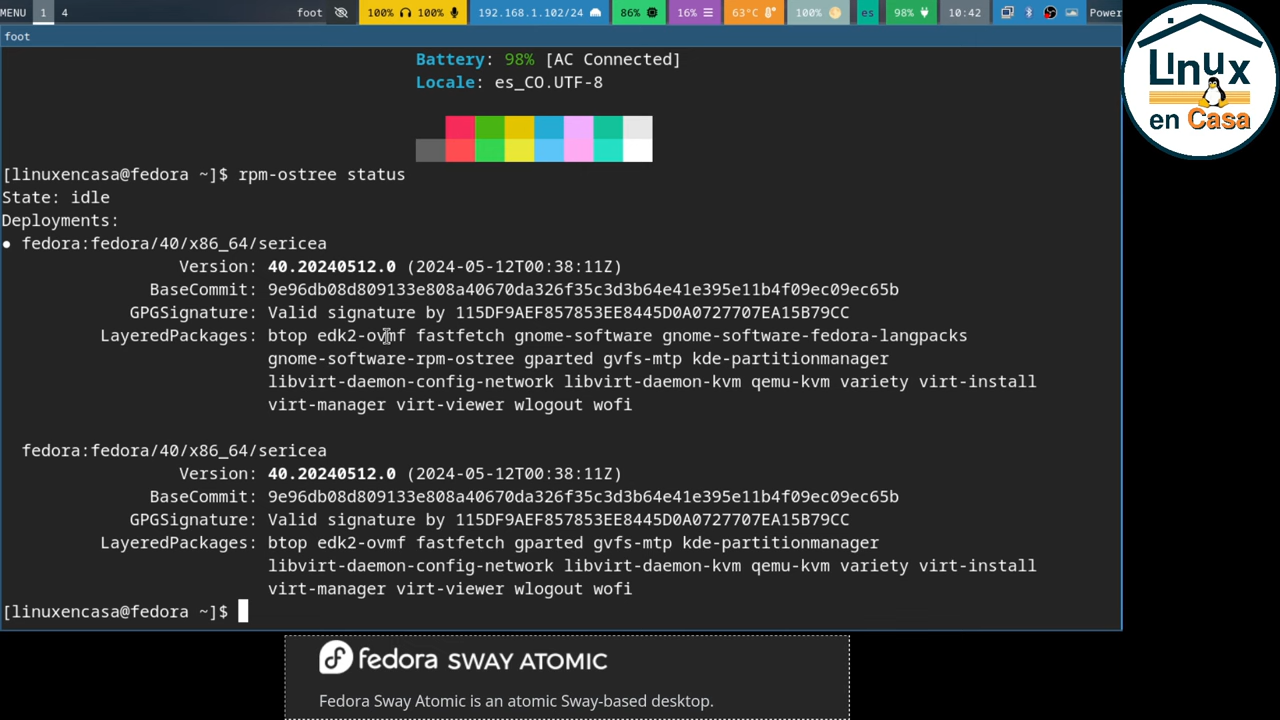 MENU 1 4 foot 100% 100% 192.168.1.102/24 86% 16% 63°C 100% es 98% 10:42 Power
foot
Linux
en Casa
Battery: 98% [AC Connected]
Locale: es_CO.UTF-8
[linuxencasa@fedora ~]$ rpm-ostree status
State: idle
Deployments:
● fedora:fedora/40/x86_64/sericea
Version: 40.20240512.0 (2024-05-12T00:38:11Z)
BaseCommit: 9e96db08d809133e808a40670da326f35c3d3b64e41e395e11b4f09ec09ec65b
GPGSignature: Valid signature by 115DF9AEF857853EE8445D0A0727707EA15B79CC
LayeredPackages: btop edk2-ovmf fastfetch gnome-software gnome-software-fedora-langpacks
gnome-software-rpm-ostree gparted gvfs-mtp kde-partitionmanager
libvirt-daemon-config-network libvirt-daemon-kvm qemu-kvm variety virt-install
virt-manager virt-viewer wlogout wofi
fedora:fedora/40/x86_64/sericea
Version: 40.20240512.0 (2024-05-12T00:38:11Z)
BaseCommit: 9e96db08d809133e808a40670da326f35c3d3b64e41e395e11b4f09ec09ec65b
GPGSignature: Valid signature by 115DF9AEF857853EE8445D0A0727707EA15B79CC
LayeredPackages: btop edk2-ovmf fastfetch gparted gvfs-mtp kde-partitionmanager
libvirt-daemon-config-network libvirt-daemon-kvm qemu-kvm variety virt-install
virt-manager virt-viewer wlogout wofi
[linuxencasa@fedora ~]$
fedora SWAY ATOMIC
Fedora Sway Atomic is an atomic Sway-based desktop.